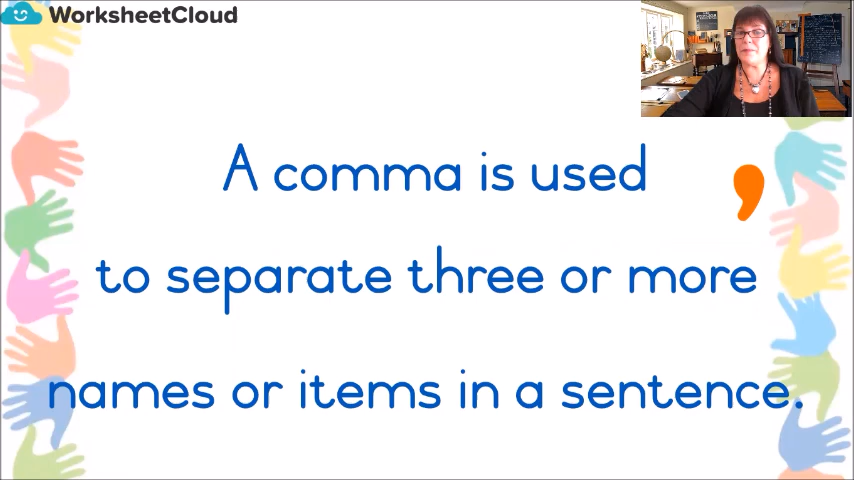 WorksheetCloud
A comma is used ,
to separate three or more
names or items in a sentence.